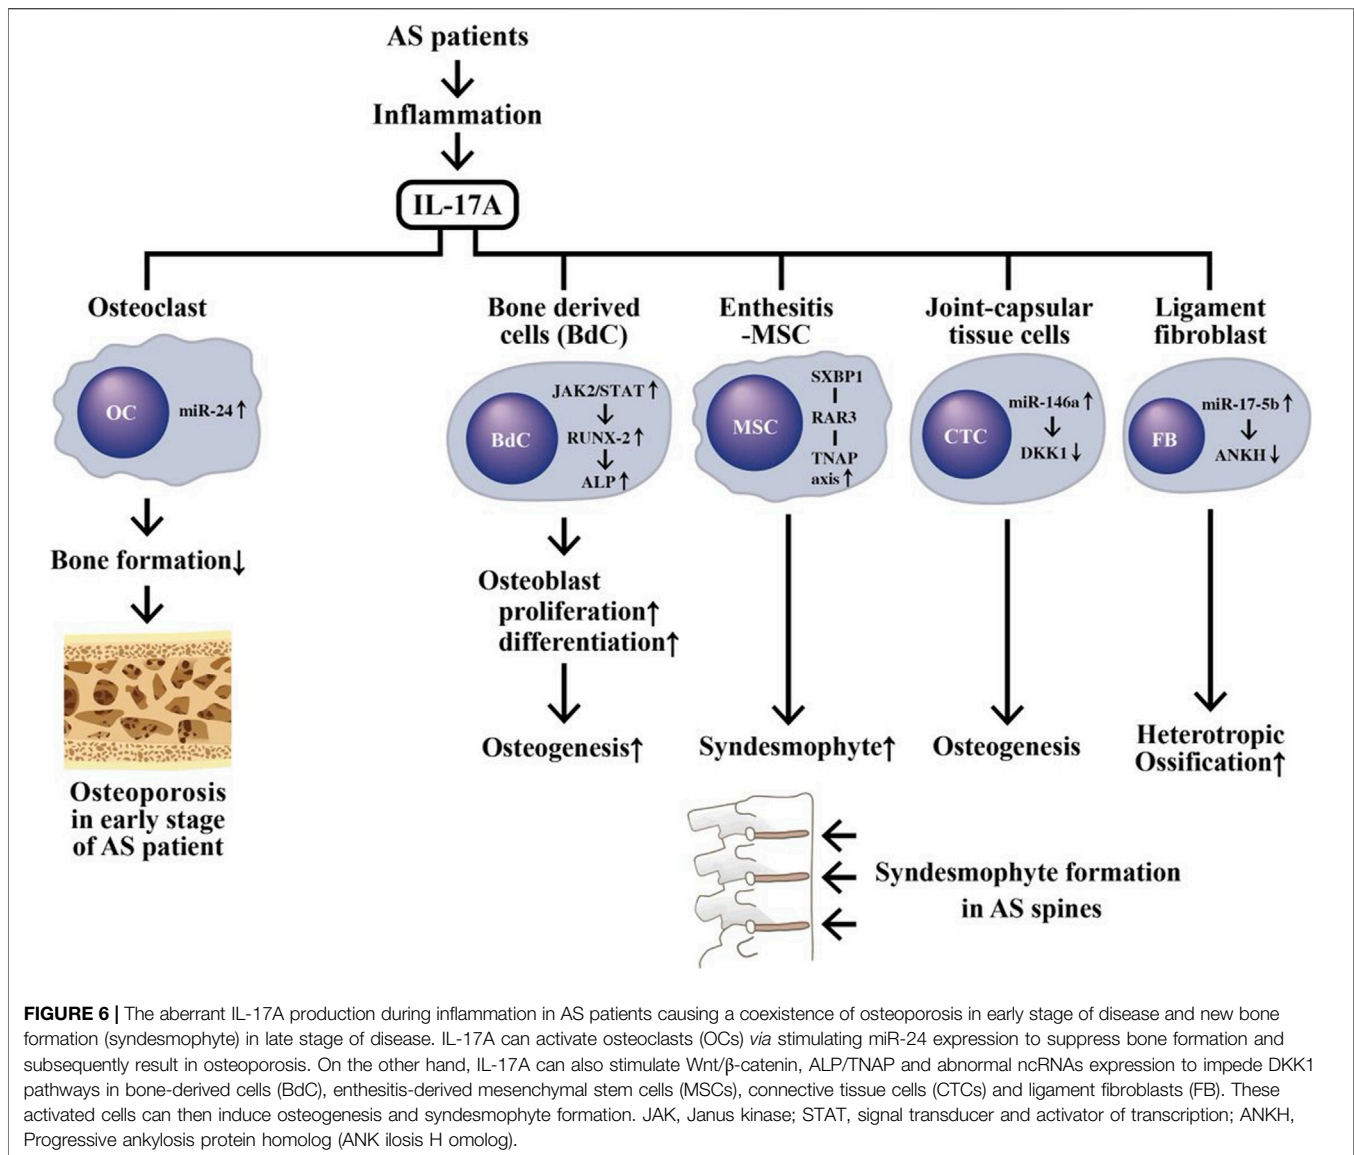 AS patients
↓
Inflammation
↓
IL-17A
Osteoclast
OC
miR-24↑
↓
Bone formation↓
↓
Osteoporosis
in early stage
of AS patient
Bone derived
cells (BdC)
BdC
JAK2/STAT↑
↓
RUNX-2↑
↓
ALP↑
↓
Osteoblast
proliferation↑
differentiation↑
↓
Osteogenesis↑
Enthesitis
-MSC
MSC
SXBP1
RAR3
TNAP
axis↑
↓
Syndesmophyte↑
Joint-capsular
tissue cells
CTC
miR-146a↑
↓
DKK1↓
↓
Osteogenesis
Ligament
fibroblast
FB
miR-17-5b↑
↓
ANKH↓
↓
Heterotropic
Ossification↑
Syndesmophyte formation
in AS spines
FIGURE 6 | The aberrant IL-17A production during inflammation in AS patients causing a coexistence of osteoporosis in early stage of disease and new bone
formation (syndesmophyte) in late stage of disease. IL-17A can activate osteoclasts (OCs) via stimulating miR-24 expression to suppress bone formation and
subsequently result in osteoporosis. On the other hand, IL-17A can also stimulate Wnt/β-catenin, ALP/TNAP and abnormal ncRNAs expression to impede DKK1
pathways in bone-derived cells (BdC), enthesitis-derived mesenchymal stem cells (MSCs), connective tissue cells (CTCs) and ligament fibroblasts (FB). These
activated cells can then induce osteogenesis and syndesmophyte formation. JAK, Janus kinase; STAT, signal transducer and activator of transcription; ANKH,
Progressive ankylosis protein homolog (ANK ilosis H omolog).